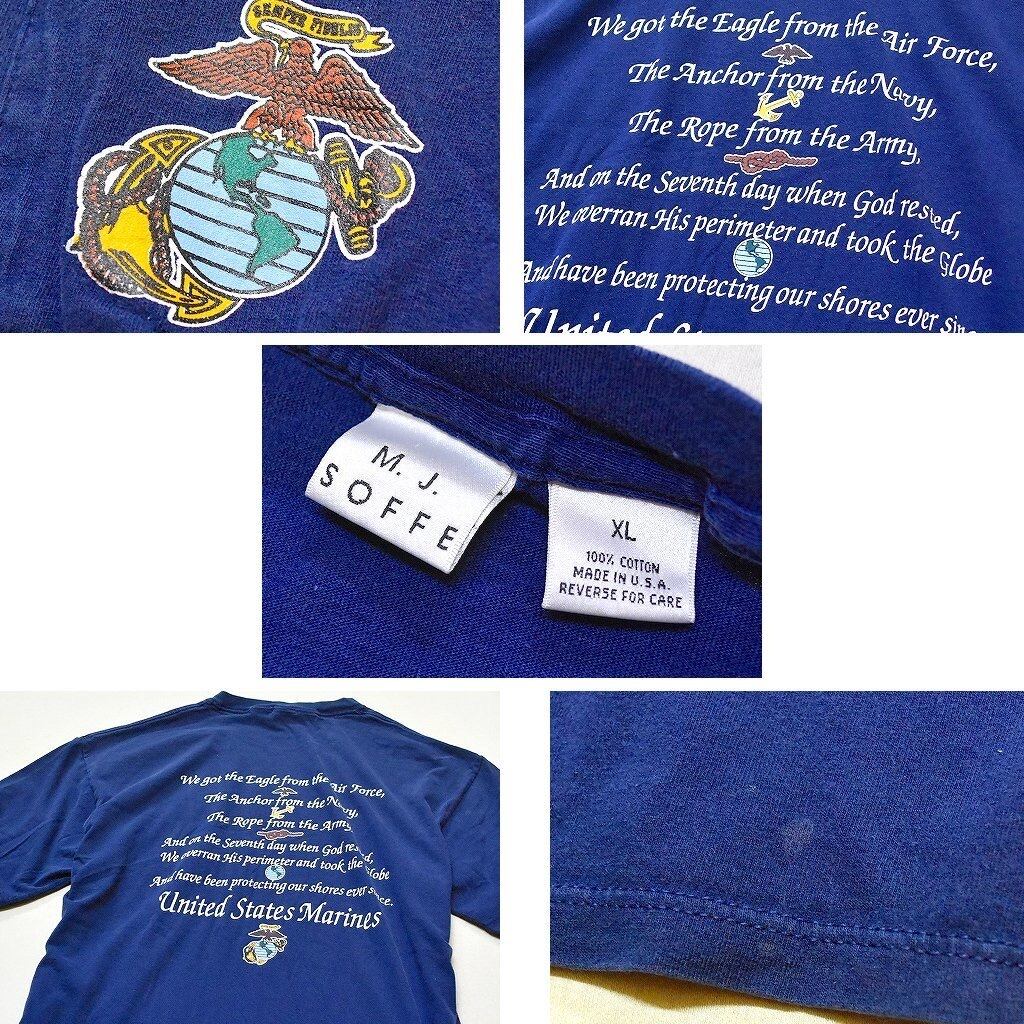 SEMPER FIDELIS
We got the Eagle from the Air Force,
The Anchor from the Navy,
The Rope from the Army,
And on the Seventh day when God rested,
We overran His perimeter and took the Globe
And have been protecting our shores ever since
United
M. J.
SOFFE
XL
100% COTTON
MADE IN U.S.A.
REVERSE FOR CARE
We got the Eagle from the Air Force,
The Anchor from the Navy,
The Rope from the Army,
And on the Seventh day when God rested,
We overran His perimeter and took the Globe
And have been protecting our shores ever since.
United States Marines